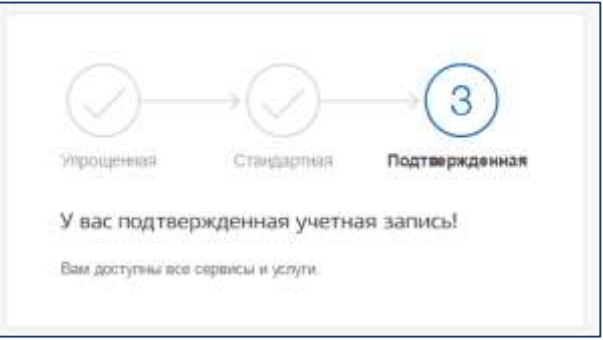 3
Упрощенная
Стандартная
Подтвержденная
У вас подтвержденная учетная запись!
Вам доступны все сервисы и услуги.